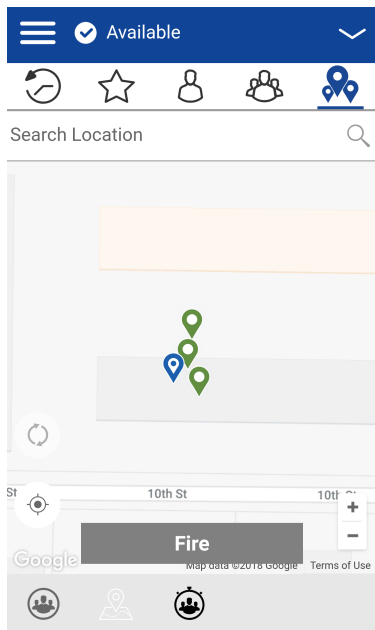 Available
Search Location
St
10th St
10th St
+
−
Fire
Google
Map data ©2018 Google
Terms of Use